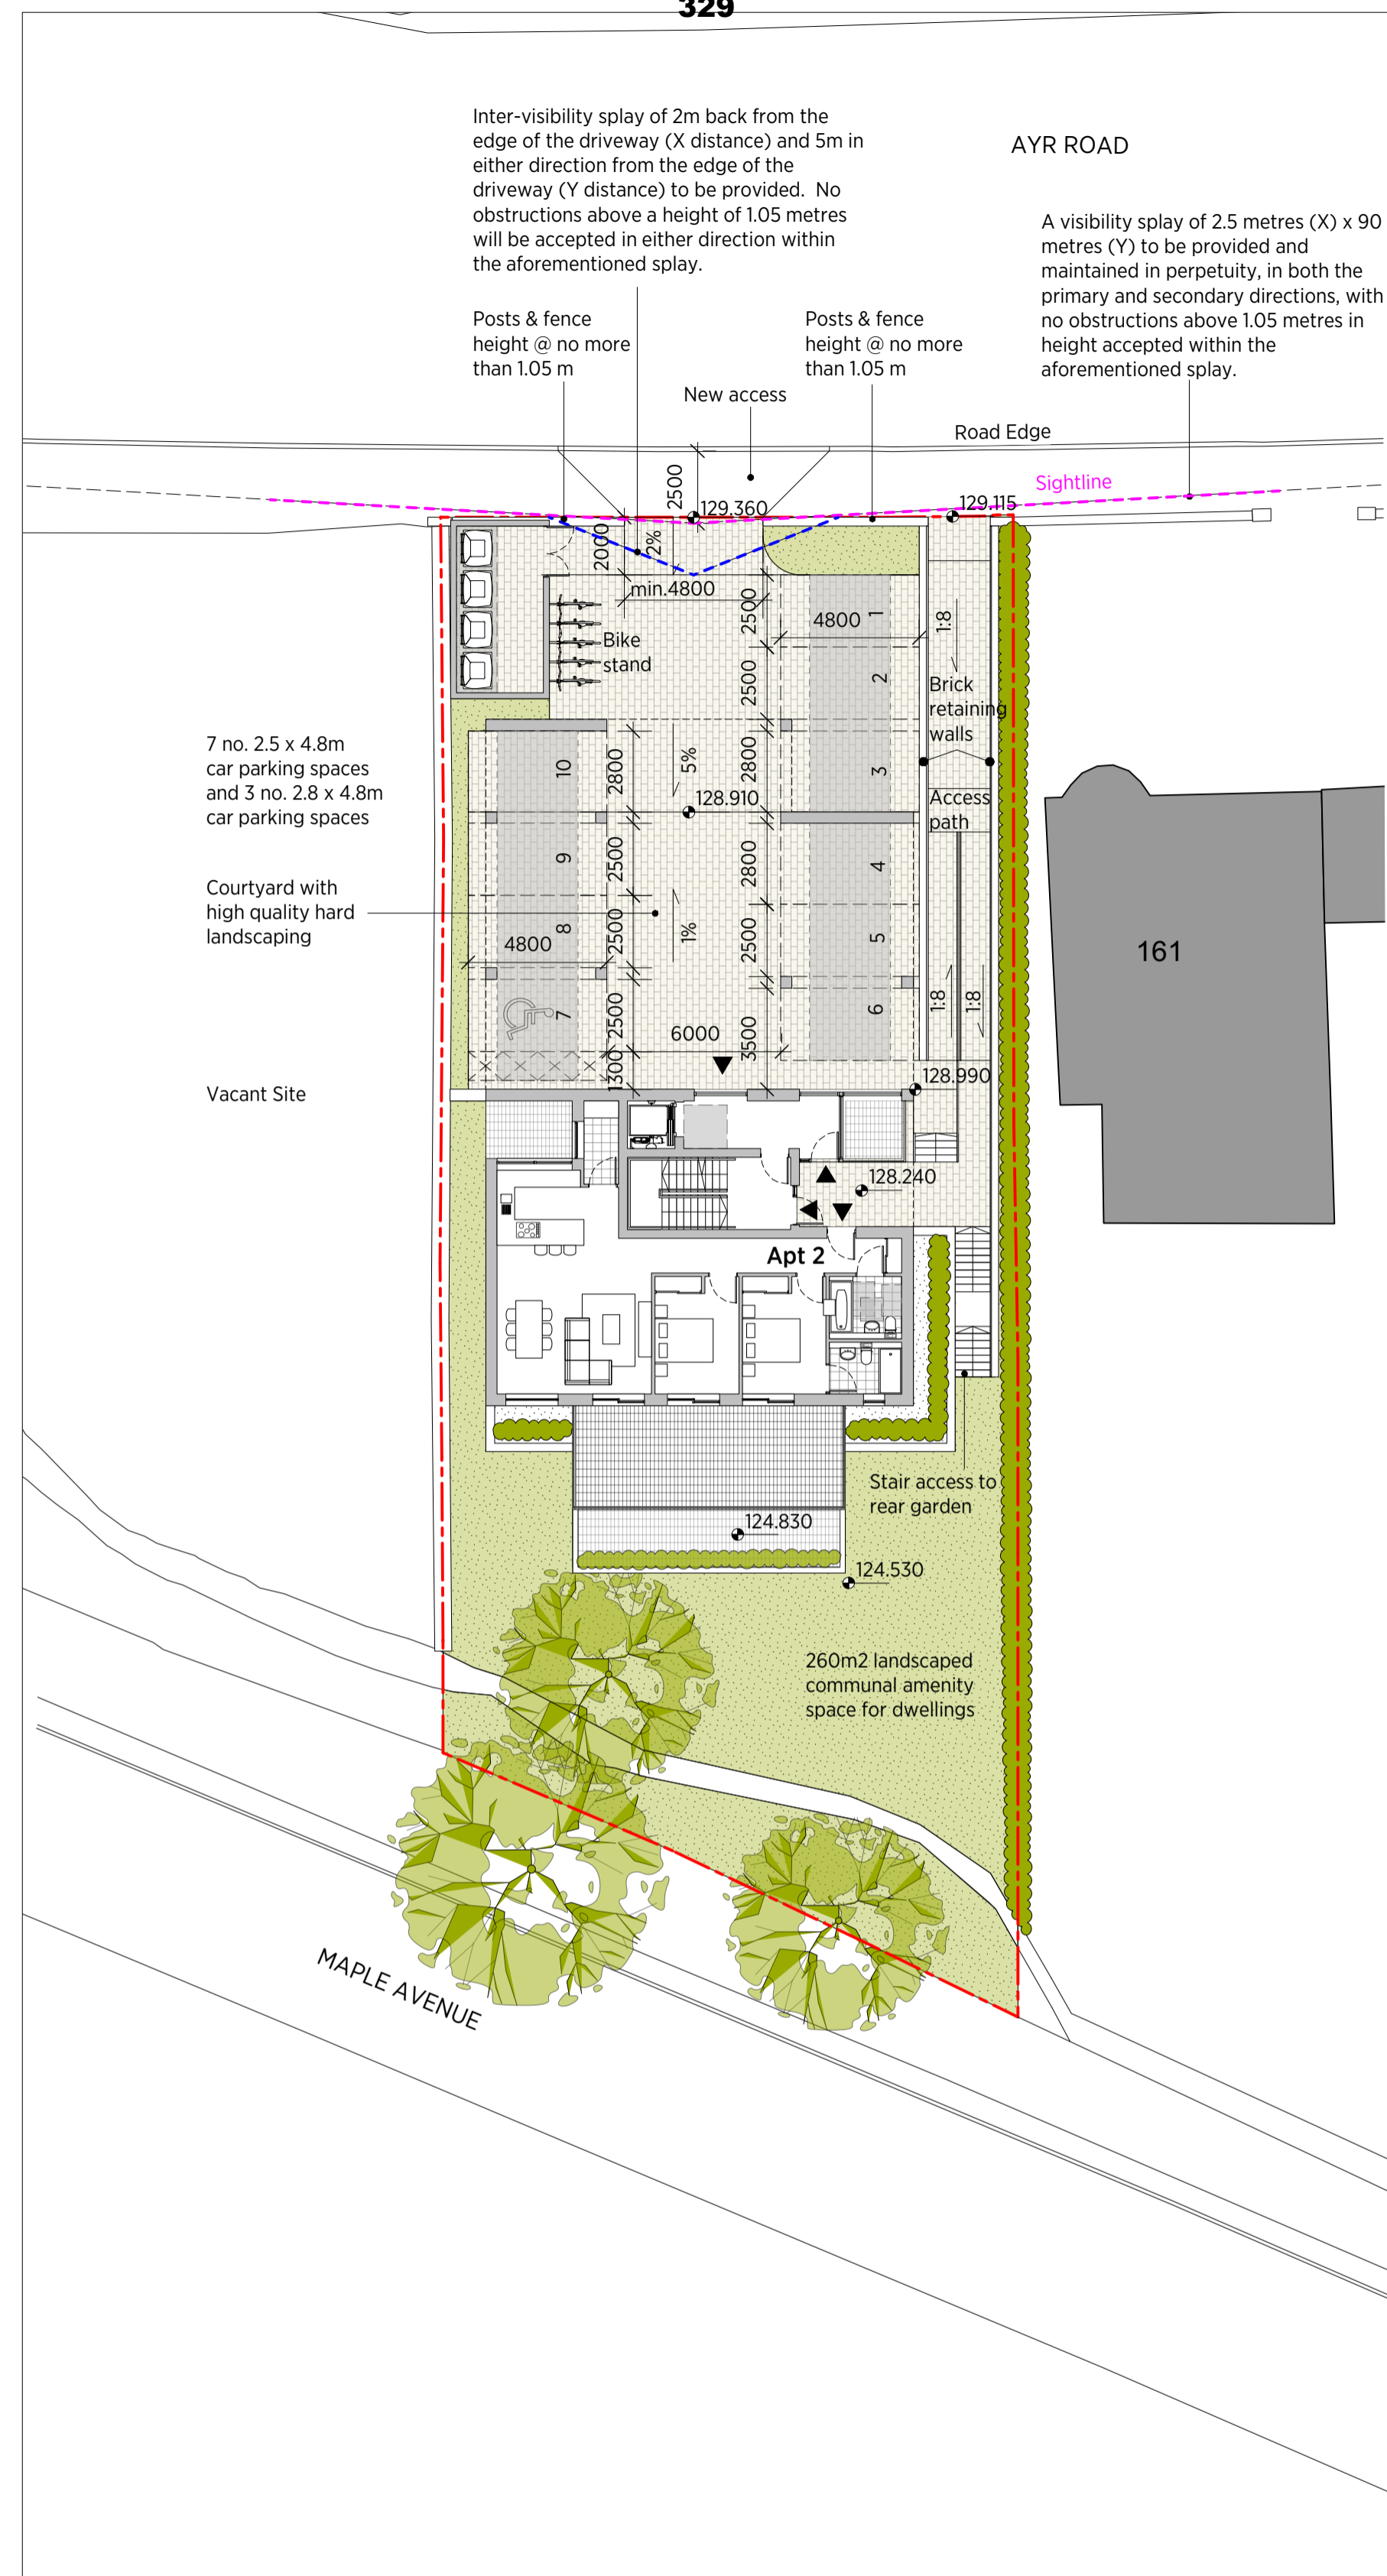 329
Inter-visibility splay of 2m back from the
edge of the driveway (X distance) and 5m in
either direction from the edge of the
driveway (Y distance) to be provided. No
obstructions above a height of 1.05 metres
will be accepted in either direction within
the aforementioned splay.
AYR ROAD
A visibility splay of 2.5 metres (X) x 90
metres (Y) to be provided and
maintained in perpetuity, in both the
primary and secondary directions, with
no obstructions above 1.05 metres in
height accepted within the
aforementioned splay.
Posts & fence
height @ no more
than 1.05 m
Posts & fence
height @ no more
than 1.05 m
New access
Road Edge
Sightline
2500
129.360
129.115
2000
2%
min.4800
2500
4800
1
1:8
Bike
stand
2500
2
Brick
retaining
walls
7 no. 2.5 x 4.8m
car parking spaces
and 3 no. 2.8 x 4.8m
car parking spaces
10
2800
5%
2800
3
128.910
Access
path
9
2500
2800
4
Courtyard with
high quality hard
landscaping
4800
8
2500
1%
2500
5
7
2500
6000
3500
6
1:8
1:8
1300
128.990
Vacant Site
161
128.240
Apt 2
Stair access to
rear garden
124.830
124.530
260m2 landscaped
communal amenity
space for dwellings
MAPLE AVENUE